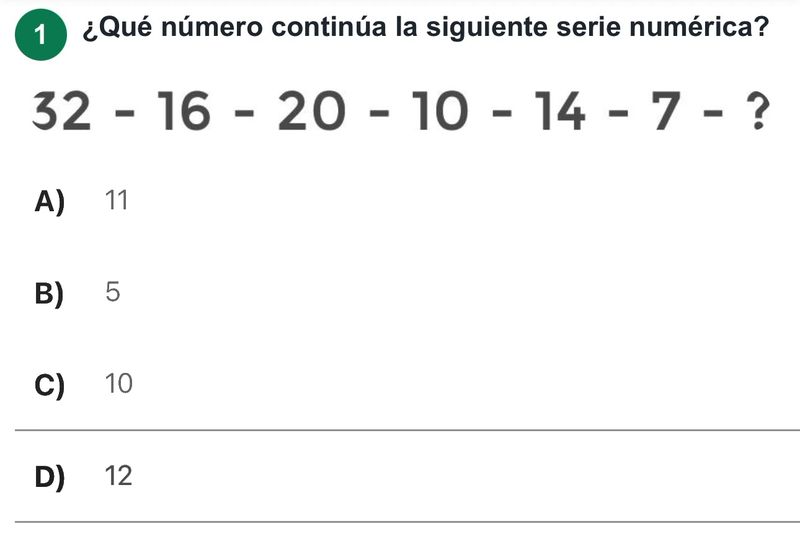 1 ¿Qué número continúa la siguiente serie numérica?
32 - 16 - 20 - 10 - 14 - 7 - ?
A) 11
B) 5
C) 10
D) 12